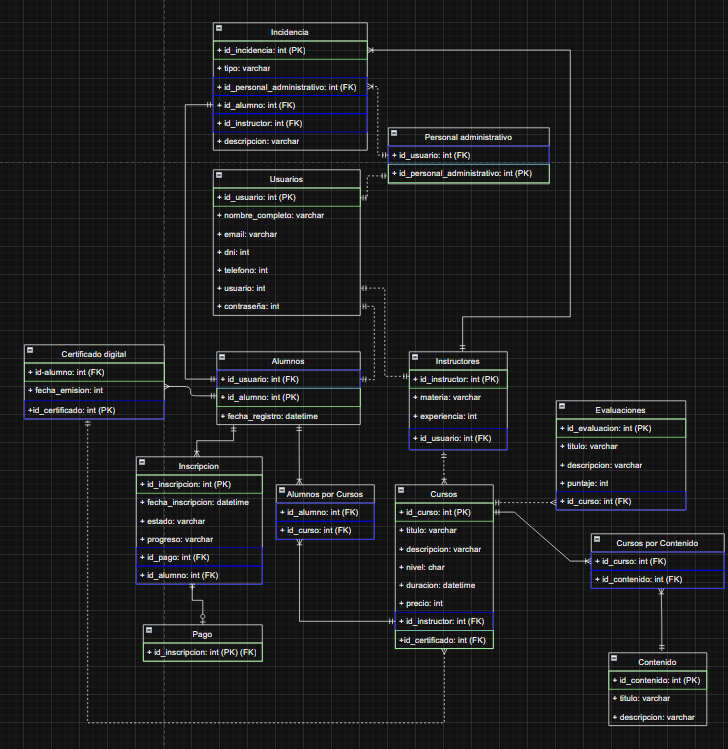 Incidencia
+ id_incidencia: int (PK)
+ tipo: varchar
+ id_personal_administrativo: int (FK)
+ id_alumno: int (FK)
+ id_instructor: int (FK)
+ descripcion: varchar
Personal administrativo
+ id_usuario: int (FK)
+ id_personal_administrativo: int (PK)
Usuarios
+ id_usuario: int (PK)
+ nombre_completo: varchar
+ email: varchar
+ dni: int
+ telefono: int
+ usuario: int
+ contraseña: int
Certificado digital
+ id-alumno: int (FK)
+ fecha_emision: int
+id_certificado: int (PK)
Alumnos
+ id_usuario: int (FK)
+ id_alumno: int (PK)
+ fecha_registro: datetime
Instructores
+ id_instructor: int (PK)
+ materia: varchar
+ experiencia: int
+ id_usuario: int (FK)
Evaluaciones
+ id_evaluacion: int (PK)
+ titulo: varchar
+ descripcion: varchar
+ puntaje: int
+ id_curso: int (FK)
Inscripcion
+ id_inscripcion: int (PK)
+ fecha_inscripcion: datetime
+ estado: varchar
+ progreso: varchar
+ id_pago: int (FK)
+ id_alumno: int (FK)
Alumnos por Cursos
+ id_alumno: int (FK)
+ id_curso: int (FK)
Cursos
+ id_curso: int (PK)
+ titulo: varchar
+ descripcion: varchar
+ nivel: char
+ duracion: datetime
+ precio: int
+ id_instructor: int (FK)
+id_certificado: int (FK)
Cursos por Contenido
+ id_curso: int (FK)
+ id_contenido: int (FK)
Pago
+ id_inscripcion: int (PK) (FK)
Contenido
+ id_contenido: int (PK)
+ titulo: varchar
+ descripcion: varchar